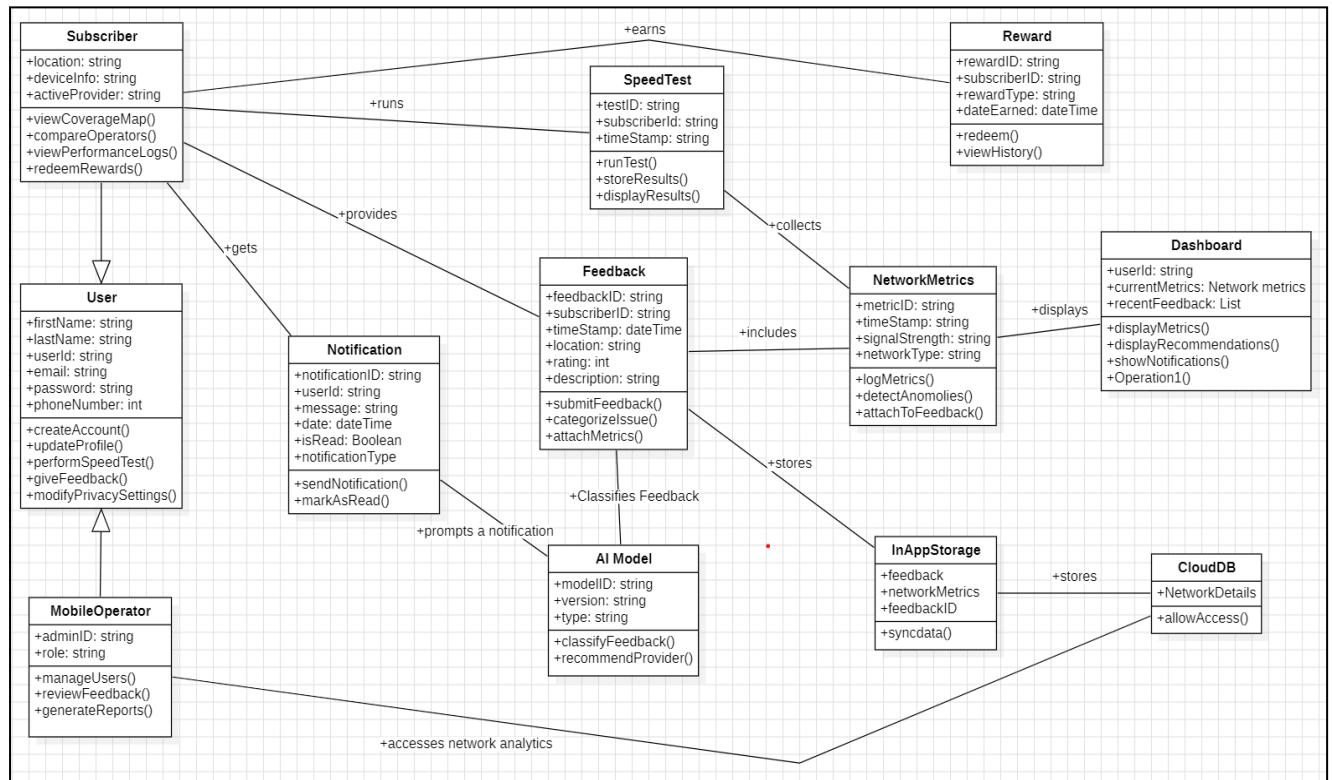 Subscriber
+location: string
+deviceInfo: string
+activeProvider: string
+viewCoverageMap()
+compareOperators()
+viewPerformanceLogs()
+redeemRewards()
+earns
Reward
+rewardID: string
+subscriberID: string
+rewardType: string
+dateEarned: dateTime
+redeem()
+viewHistory()
+runs
SpeedTest
+testID: string
+subscriberId: string
+timeStamp: string
+runTest()
+storeResults()
+displayResults()
+provides
+gets
+collects
User
+firstName: string
+lastName: string
+userId: string
+email: string
+password: string
+phoneNumber: int
+createAccount()
+updateProfile()
+performSpeedTest()
+giveFeedback()
+modifyPrivacySettings()
Notification
+notificationID: string
+userId: string
+message: string
+date: dateTime
+isRead: Boolean
+notificationType
+sendNotification()
+markAsRead()
Feedback
+feedbackID: string
+subscriberID: string
+timeStamp: dateTime
+location: string
+rating: int
+description: string
+submitFeedback()
+categorizeIssue()
+attachMetrics()
+includes
NetworkMetrics
+metricID: string
+timeStamp: string
+signalStrength: string
+networkType: string
+logMetrics()
+detectAnomolies()
+attachToFeedback()
+displays
Dashboard
+userId: string
+currentMetrics: Network metrics
+recentFeedback: List
+displayMetrics()
+displayRecommendations()
+showNotifications()
+Operation1()
+stores
+Classifies Feedback
+prompts a notification
AI Model
+modelID: string
+version: string
+type: string
+classifyFeedback()
+recommendProvider()
InAppStorage
+feedback
+networkMetrics
+feedbackID
+syncdata()
+stores
CloudDB
+NetworkDetails
+allowAccess()
MobileOperator
+adminID: string
+role: string
+manageUsers()
+reviewFeedback()
+generateReports()
+accesses network analytics